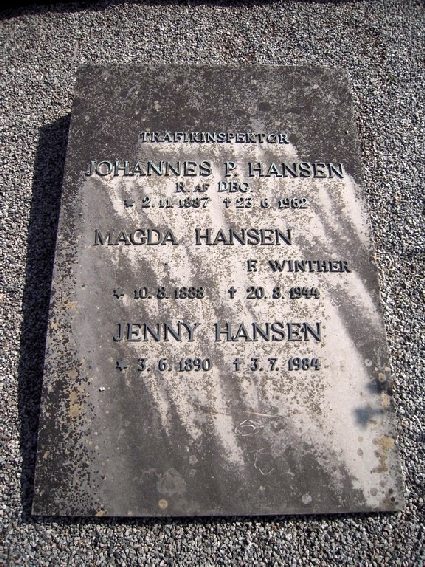 TRAFIKINSPEKTØR
JOHANNES P. HANSEN
R. AF DBG.
* 2.11.1887 † 23.6.1962
MAGDA HANSEN
F. WINTHER
* 10.8.1888 † 20.8.1944
JENNY HANSEN
* 3.6.1890 † 3.7.1984